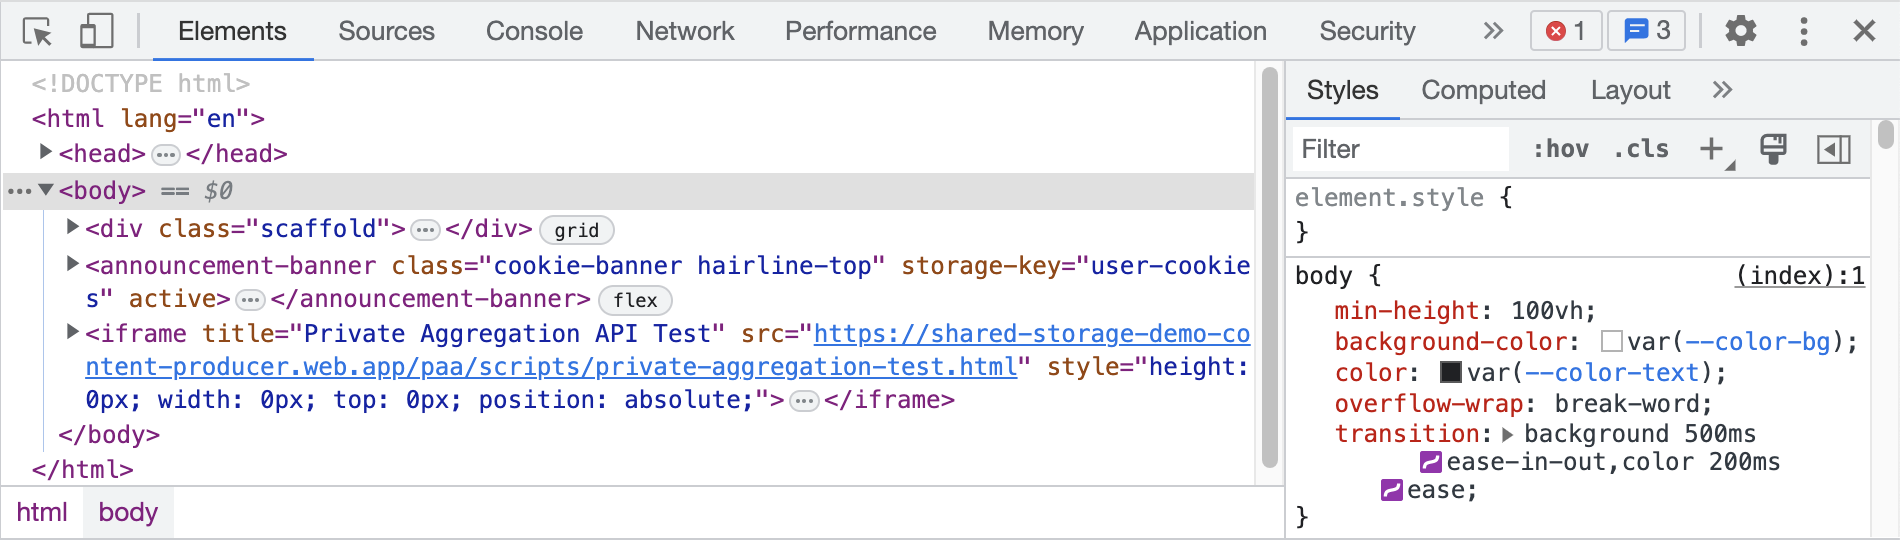 Elements Sources Console Network Performance Memory Application Security 1 3
<!DOCTYPE html>
<html lang="en">
<head> … </head>
… <body> == $0
<div class="scaffold"> … </div> grid
<announcement-banner class="cookie-banner hairline-top" storage-key="user-cookie
s" active> … </announcement-banner> flex
<iframe title="Private Aggregation API Test" src="https://shared-storage-demo-co
ntent-producer.web.app/paa/scripts/private-aggregation-test.html" style="height:
0px; width: 0px; top: 0px; position: absolute;"> … </iframe>
</body>
</html>
html body
Styles Computed Layout
Filter :hov .cls
element.style {
}
body { (index):1
min-height: 100vh;
background-color: var(--color-bg);
color: var(--color-text);
overflow-wrap: break-word;
transition: background 500ms
ease-in-out,color 200ms
ease;
}